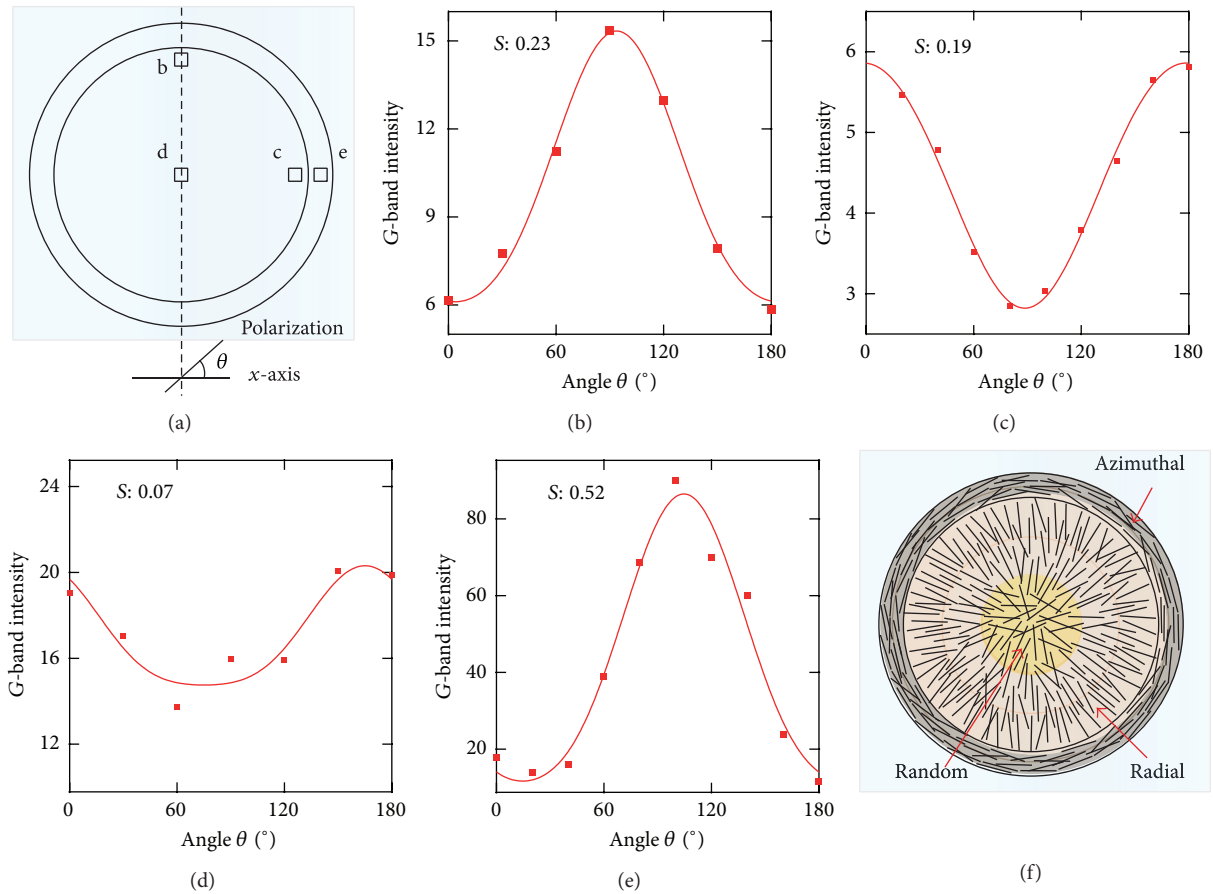 b
d
c
e
Polarization
θ
x-axis
(a)
S: 0.23
15
12
9
6
G-band intensity
0
60
120
180
Angle θ (°)
(b)
S: 0.19
6
5
4
3
G-band intensity
0
60
120
180
Angle θ (°)
(c)
S: 0.07
24
20
16
12
G-band intensity
0
60
120
180
Angle θ (°)
(d)
S: 0.52
80
60
40
20
G-band intensity
0
60
120
180
Angle θ (°)
(e)
Azimuthal
Random
Radial
(f)